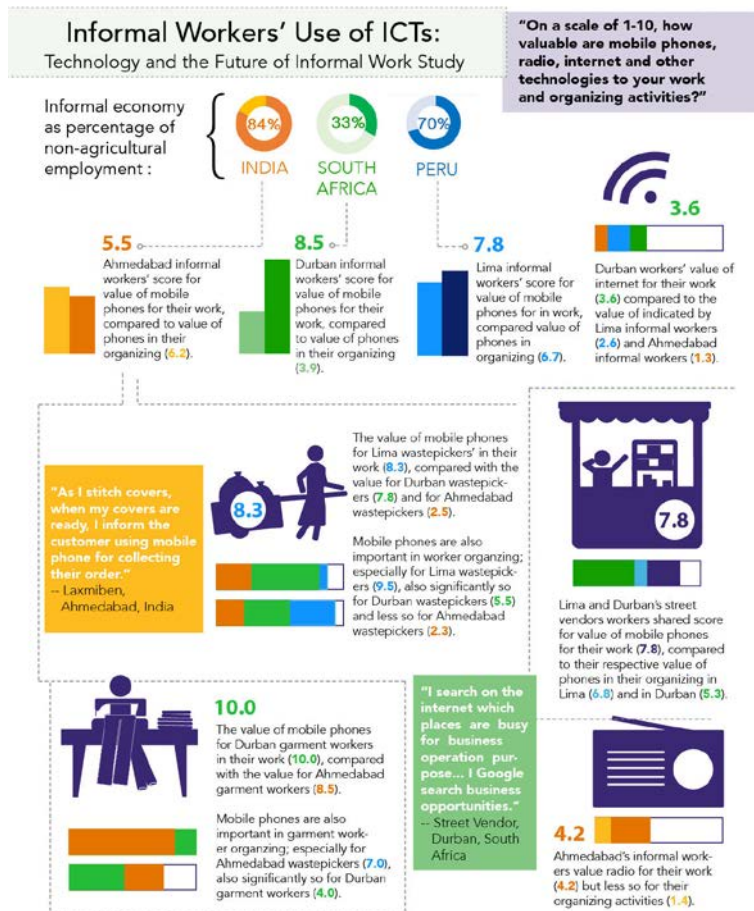 Informal Workers' Use of ICTs:
Technology and the Future of Informal Work Study
"On a scale of 1-10, how
valuable are mobile phones,
radio, internet and other
technologies to your work
and organizing activities?"
Informal economy
as percentage of
non-agricultural
employment :
84%
INDIA
33%
SOUTH
AFRICA
70%
PERU
5.5
Ahmedabad informal
workers' score for
value of mobile
phones for their work,
compared to value of
phones in their
organizing (6.2).
8.5
Durban informal
workers' score for
value of mobile
phones for their
work, compared
to value of phones
in their organizing
(3.9).
7.8
Lima informal
workers' score for
value of mobile
phones for in work,
compared value of
phones in
organizing (6.7).
3.6
Durban workers' value of
internet for their work
(3.6) compared to the
value of indicated by
Lima informal workers
(2.6) and Ahmedabad
informal workers (1.3).
"As I stitch covers,
when my covers are
ready, I inform the
customer using mobile
phone for collecting
their order."
-- Laxmiben,
Ahmedabad, India
8.3
The value of mobile phones
for Lima wastepickers' in their
work (8.3), compared with the
value for Durban wastepick-
ers (7.8) and for Ahmedabad
wastepickers (2.5).
Mobile phones are also
important in worker organzing;
especially for Lima wastepick-
ers (9.5), also significantly so
for Durban wastepickers (5.5)
and less so for Ahmedabad
wastepickers (2.3).
7.8
Lima and Durban's street
vendors workers shared score
for value of mobile phones
for their work (7.8), compared
to their respective value of
phones in their organizing in
Lima (6.8) and in Durban (5.3).
10.0
The value of mobile phones
for Durban garment workers
in their work (10.0), compared
with the value for Ahmedabad
garment workers (8.5).
Mobile phones are also
important in garment work-
er organzing; especially for
Ahmedabad wastepickers (7.0),
also significantly so for Durban
garment workers (4.0).
"I search on the
internet which
places are busy
for business
operation pur-
pose... I Google
search business
opportunities."
-- Street Vendor,
Durban, South
Africa
4.2
Ahmedabad's informal work-
ers value radio for their work
(4.2) but less so for their
organizing activities (1.4).